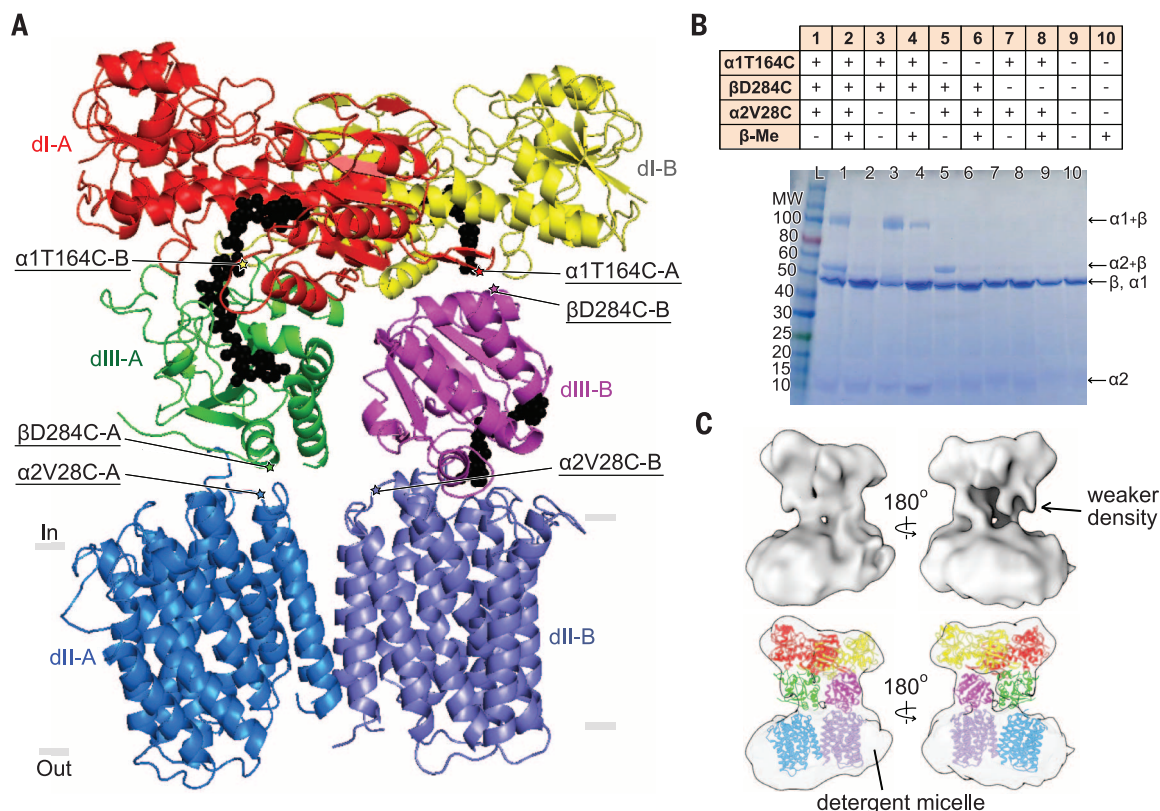 A
dI-A
dI-B
α1T164C-B
α1T164C-A
βD284C-B
dIII-A
dIII-B
βD284C-A
α2V28C-A
α2V28C-B
In
dII-A
dII-B
Out
B
1 2 3 4 5 6 7 8 9 10
α1T164C + + + + - - + + - -
βD284C + + + + + + - - - -
α2V28C + + - - + + + + - -
β-Me - + - + - + - + - +
L 1 2 3 4 5 6 7 8 9 10
MW
100
80
60
50
40
30
25
20
15
10
←α1+β
←α2+β
←β, α1
←α2
C
180°
weaker
density
180°
detergent micelle